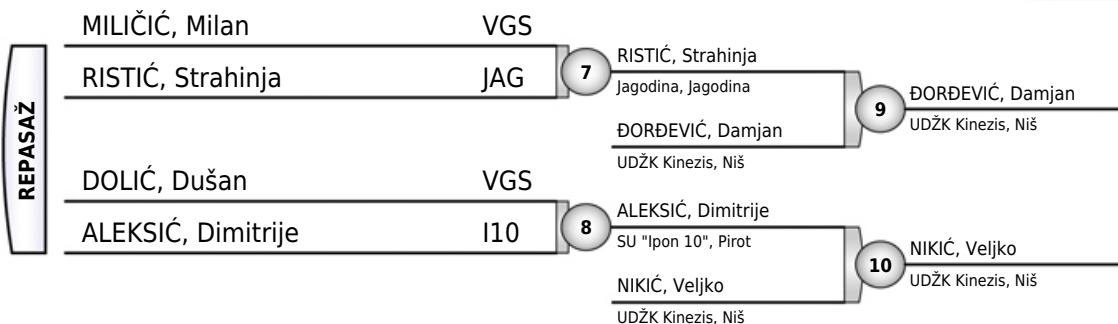 REPASAŽ
MILIČIĆ, Milan VGS
RISTIĆ, Strahinja JAG
7
RISTIĆ, Strahinja
Jagodina, Jagodina
ĐORĐEVIĆ, Damjan
UDŽK Kinezis, Niš
9
ĐORĐEVIĆ, Damjan
UDŽK Kinezis, Niš
DOLIĆ, Dušan VGS
ALEKSIĆ, Dimitrije I10
8
ALEKSIĆ, Dimitrije
SU "Ipon 10", Pirot
NIKIĆ, Veljko
UDŽK Kinezis, Niš
10
NIKIĆ, Veljko
UDŽK Kinezis, Niš